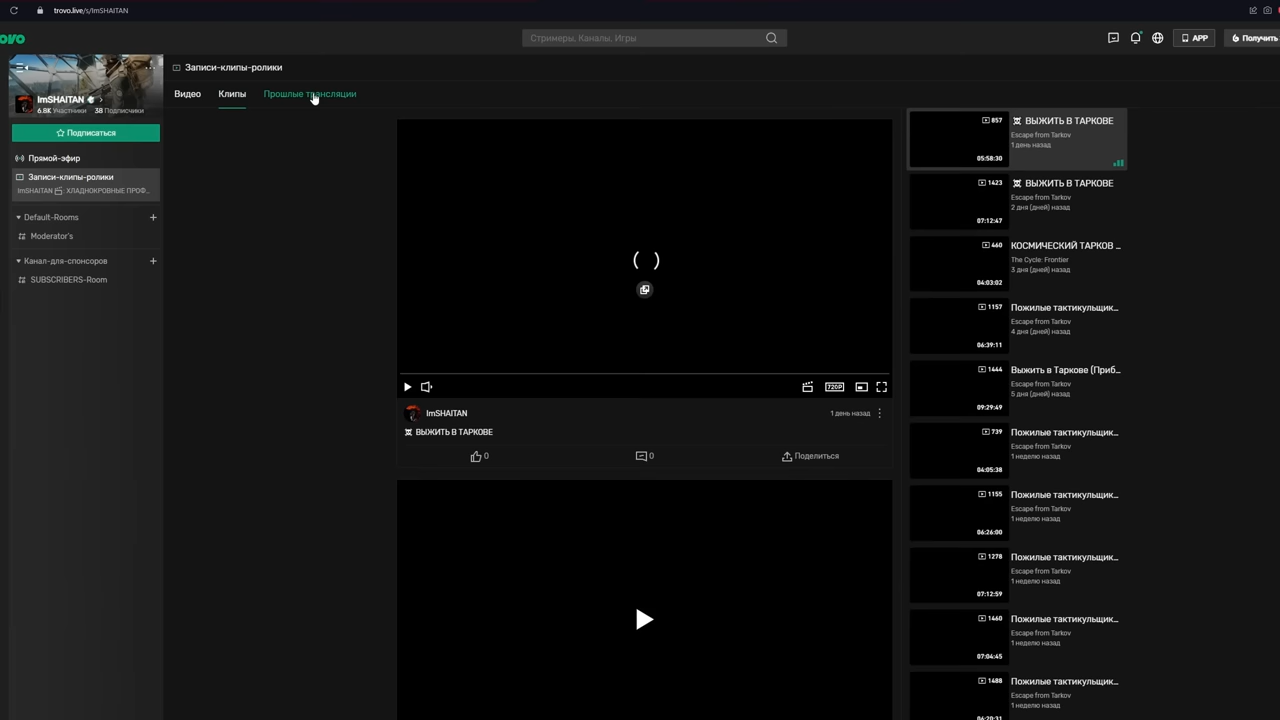 trovo.live/s/ImSHAITAN
ovo
Стримеры, Каналы, Игры
APP
Получить
ImSHAITAN
6.8K Участники 38 Подписчики
Подписаться
Прямой-эфир
Записи-клипы-ролики
ImSHAITAN ХЛАДНОКРОВНЫЕ ПРОФ...
Default-Rooms
Moderator's
Канал-для-спонсоров
SUBSCRIBERS-Room
Записи-клипы-ролики
Видео Клипы Прошлые трансляции
720P
ImSHAITAN
1 день назад
ВЫЖИТЬ В ТАРКОВЕ
0 0 Поделиться
857
05:58:30
ВЫЖИТЬ В ТАРКОВЕ
Escape from Tarkov
1 день назад
1423
07:12:47
ВЫЖИТЬ В ТАРКОВЕ
Escape from Tarkov
2 дня (дней) назад
460
04:03:02
КОСМИЧЕСКИЙ ТАРКОВ ...
The Cycle: Frontier
3 дня (дней) назад
1157
06:39:11
Пожилые тактикульщик...
Escape from Tarkov
4 дня (дней) назад
1444
09:29:49
Выжить в Таркове (Приб...
Escape from Tarkov
5 дня (дней) назад
739
04:05:38
Пожилые тактикульщик...
Escape from Tarkov
1 неделю назад
1155
06:26:00
Пожилые тактикульщик...
Escape from Tarkov
1 неделю назад
1278
07:12:59
Пожилые тактикульщик...
Escape from Tarkov
1 неделю назад
1460
07:04:45
Пожилые тактикульщик...
Escape from Tarkov
1 неделю назад
1488
06:20:31
Пожилые тактикульщик...
Escape from Tarkov
1 неделю назад